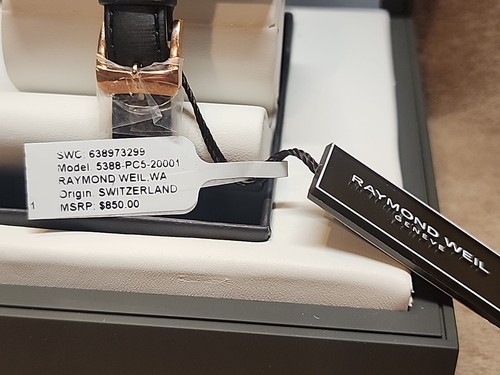 SWC: 638973299
Model: 5388-PC5-20001
RAYMOND WEIL.WA
Origin: SWITZERLAND
MSRP: $850.00
1
RAYMOND WEIL
GENEVE